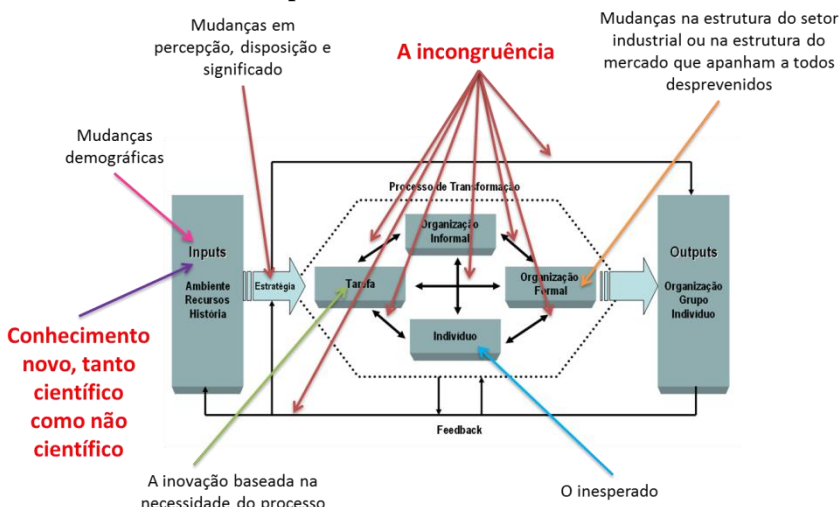 Mudanças em
percepção, disposição e
significado
A incongruência
Mudanças na estrutura do setor
industrial ou na estrutura do
mercado que apanham a todos
desprevenidos
Mudanças
demográficas
Processo de Transformação
Organização
Informal
Inputs
Ambiente
Recursos
História
Estratégia
Tarefa
Organização
Formal
Indivíduo
Outputs
Organização
Grupo
Indivíduo
Conhecimento
novo, tanto
científico
como não
científico
Feedback
A inovação baseada na
necessidade do processo
O inesperado